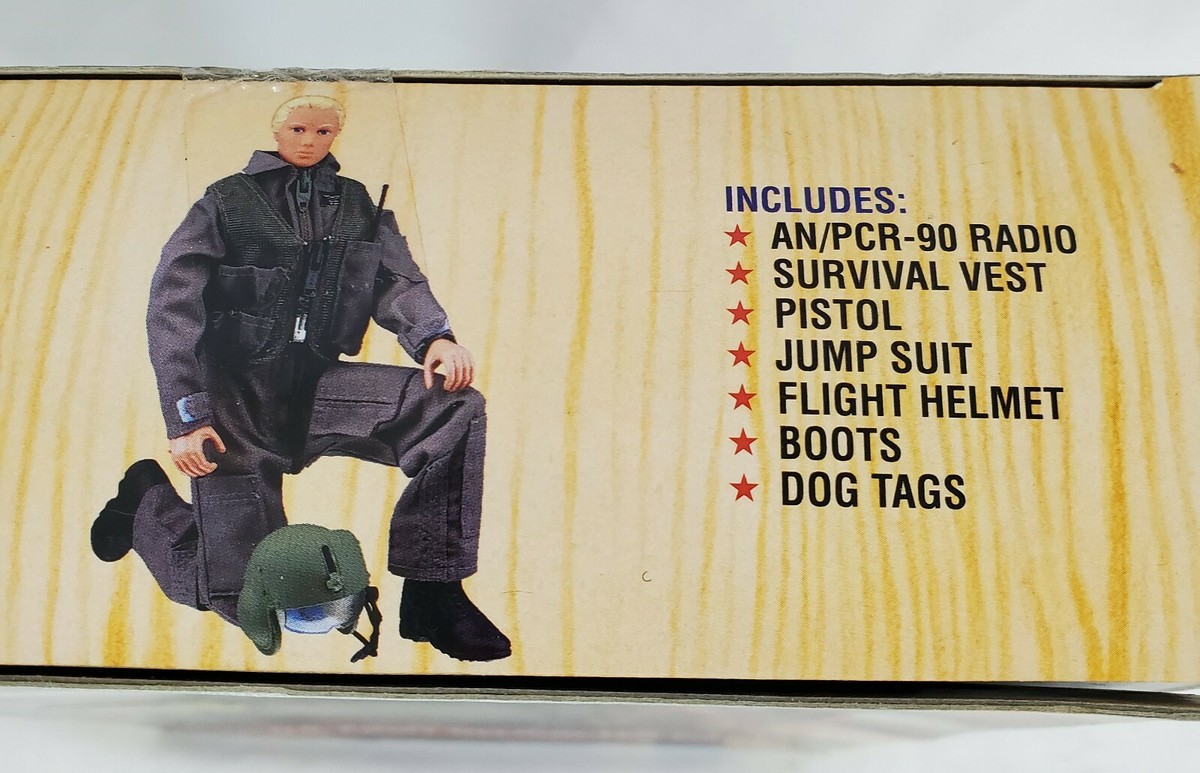 INCLUDES:
★ AN/PCR-90 RADIO
★ SURVIVAL VEST
★ PISTOL
★ JUMP SUIT
★ FLIGHT HELMET
★ BOOTS
★ DOG TAGS